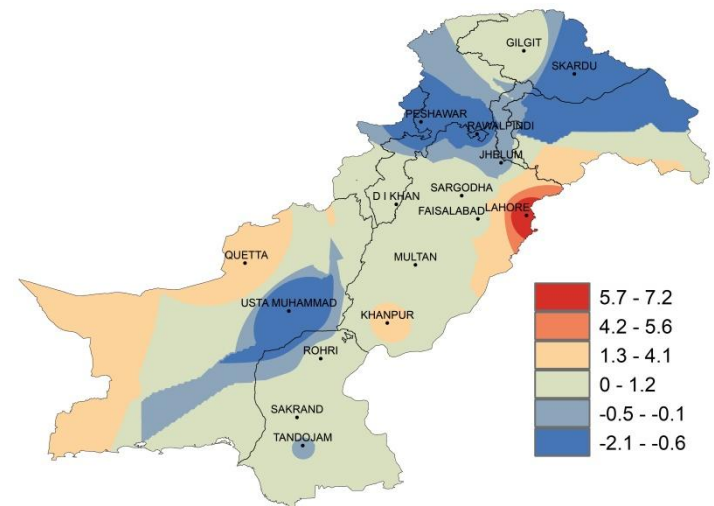 GILGIT
SKARDU
PESHAWAR
RAWALPINDI
JHBLUM
SARGODHA
D I KHAN
FAISALABAD
LAHORE
QUETTA
MULTAN
USTA MUHAMMAD
KHANPUR
ROHRI
SAKRAND
TANDOJAM
5.7 - 7.2
4.2 - 5.6
1.3 - 4.1
0 - 1.2
-0.5 - -0.1
-2.1 - -0.6